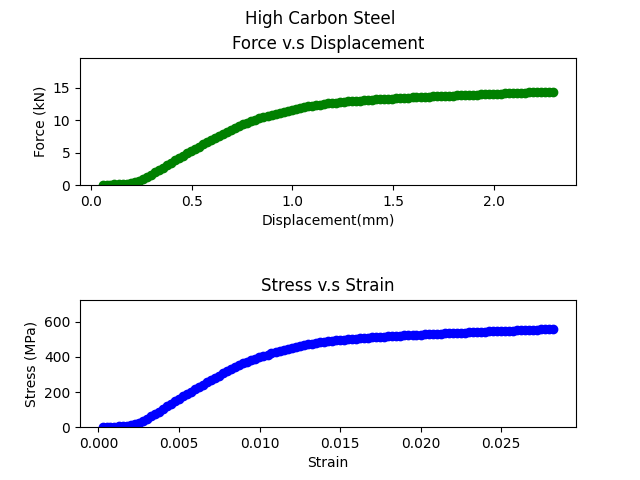 High Carbon Steel
Force v.s Displacement
Force (kN)
15
10
5
0
0.0 0.5 1.0 1.5 2.0
Displacement(mm)
Stress v.s Strain
Stress (MPa)
600
400
200
0
0.000 0.005 0.010 0.015 0.020 0.025
Strain